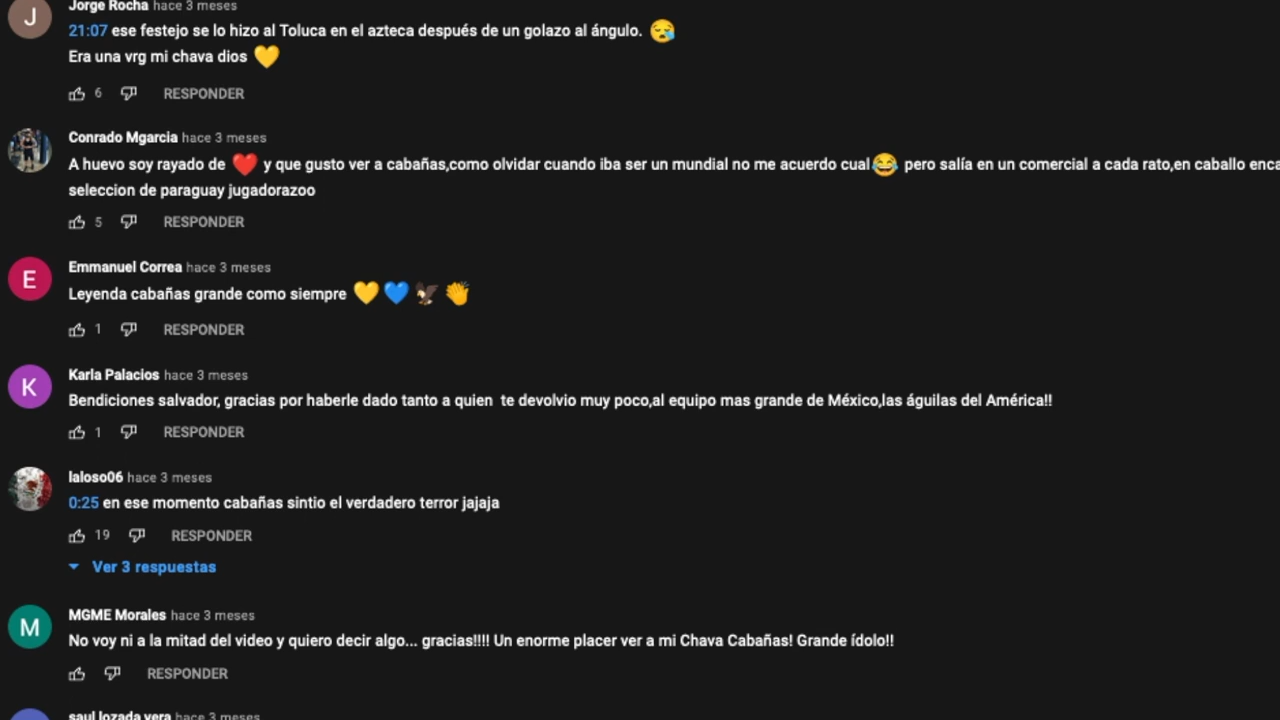 J
Jorge Rocha hace 3 meses
21:07 ese festejo se lo hizo al Toluca en el azteca después de un golazo al ángulo. 😪
Era una vrg mi chava dios 💛
6 RESPONDER
Conrado Mgarcia hace 3 meses
A huevo soy rayado de ❤️ y que gusto ver a cabañas,como olvidar cuando iba ser un mundial no me acuerdo cual😂 pero salía en un comercial a cada rato,en caballo enca
seleccion de paraguay jugadorazoo
5 RESPONDER
E
Emmanuel Correa hace 3 meses
Leyenda cabañas grande como siempre 💛💙🦅👏
1 RESPONDER
K
Karla Palacios hace 3 meses
Bendiciones salvador, gracias por haberle dado tanto a quien te devolvio muy poco,al equipo mas grande de México,las águilas del América!!
1 RESPONDER
laloso06 hace 3 meses
0:25 en ese momento cabañas sintio el verdadero terror jajaja
19 RESPONDER
Ver 3 respuestas
M
MGME Morales hace 3 meses
No voy ni a la mitad del video y quiero decir algo... gracias!!!! Un enorme placer ver a mi Chava Cabañas! Grande ídolo!!
RESPONDER
saul lozada vera hace 3 meses